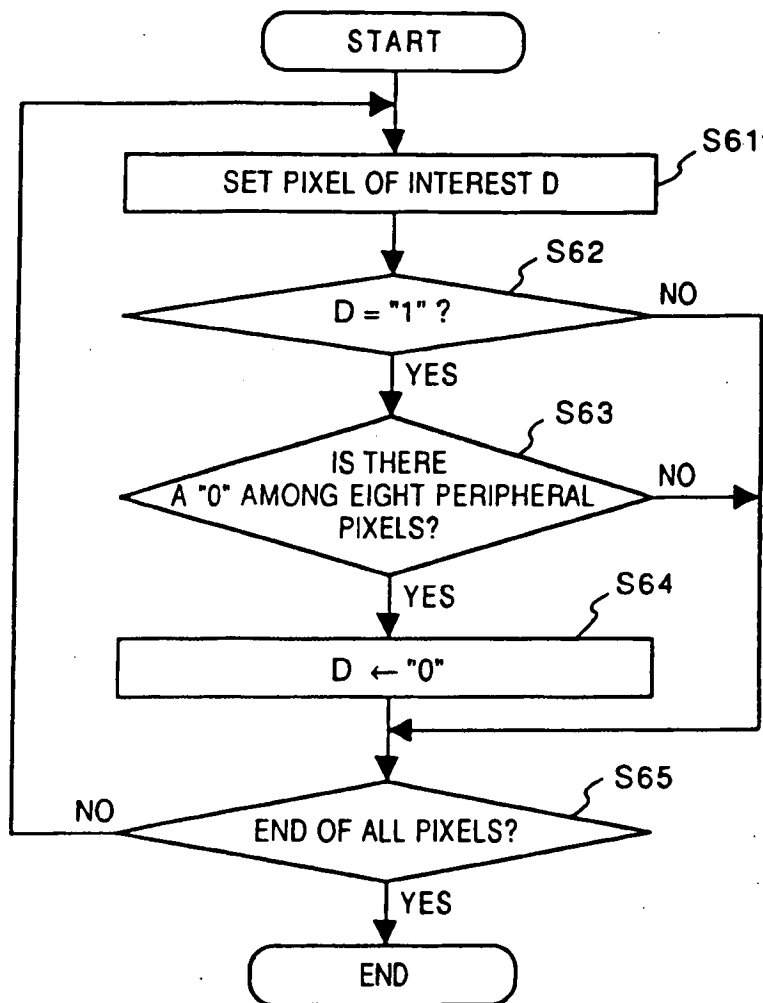 START
S61
SET PIXEL OF INTEREST D
S62
D = "1" ?
NO
YES
S63
IS THERE
A "0" AMONG EIGHT PERIPHERAL
PIXELS?
NO
YES
S64
D ← "0"
S65
NO
END OF ALL PIXELS?
YES
END